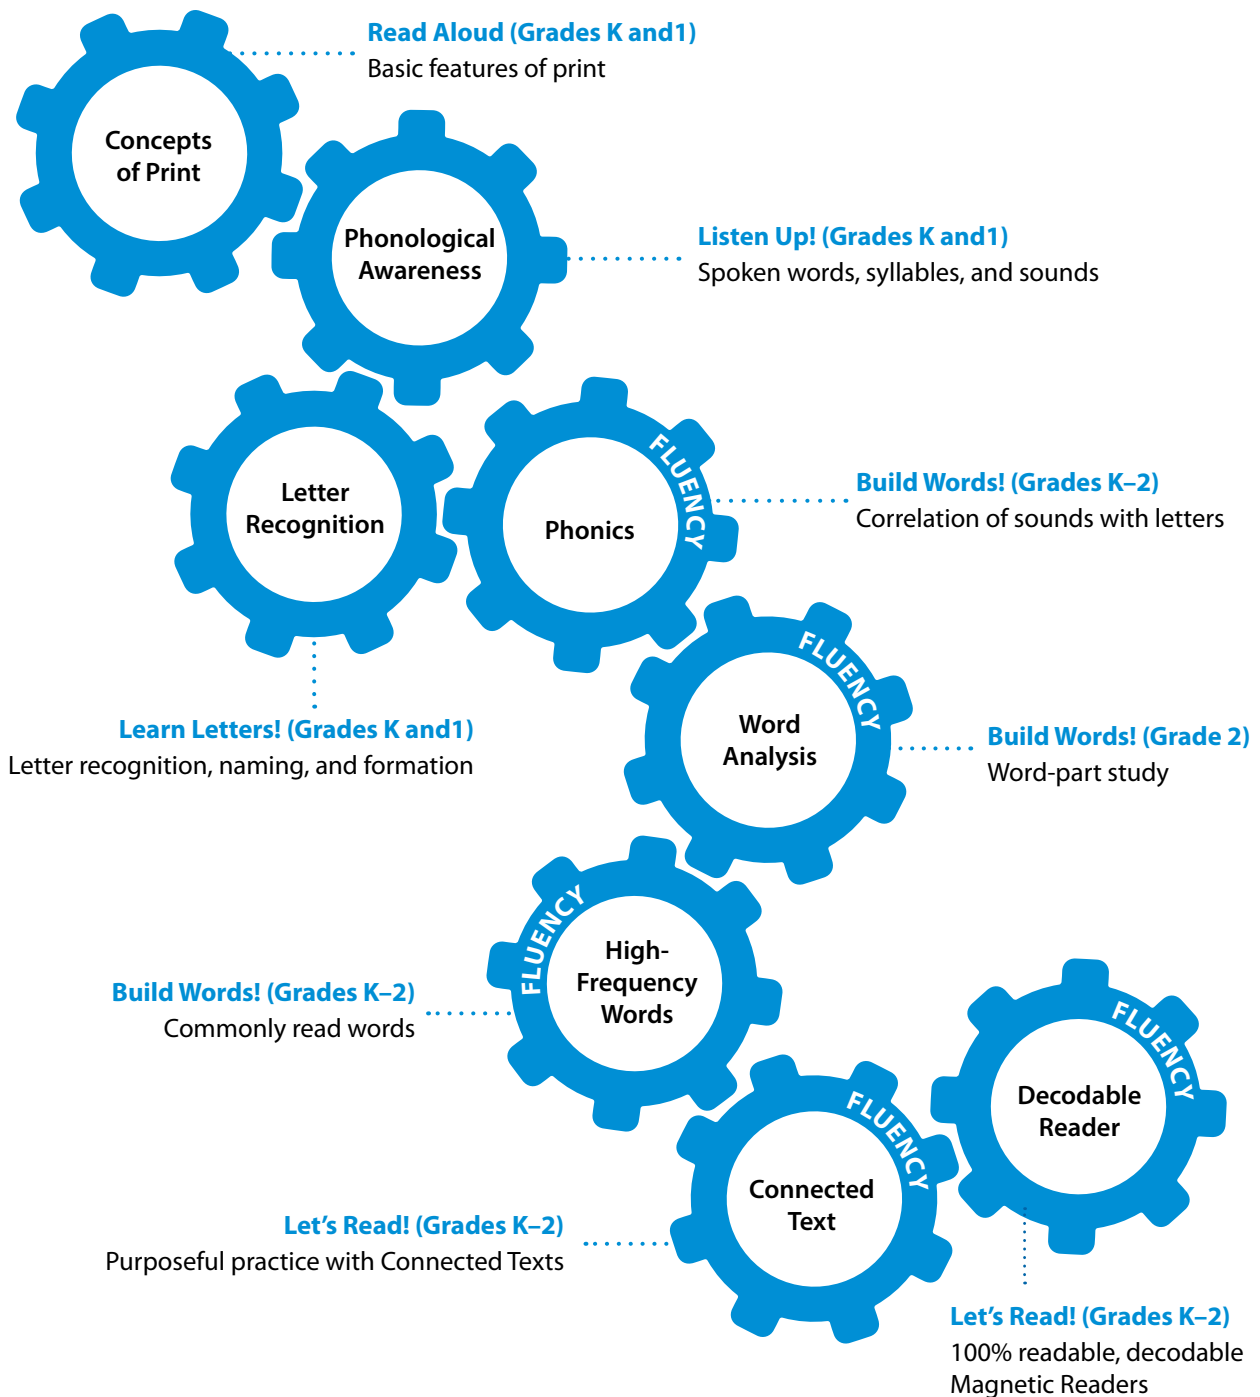 Read Aloud (Grades K and1)
Basic features of print
Concepts
of Print
Phonological
Awareness
Listen Up! (Grades K and1)
Spoken words, syllables, and sounds
Letter
Recognition
Learn Letters! (Grades K and1)
Letter recognition, naming, and formation
FLUENCY
Phonics
Build Words! (Grades K–2)
Correlation of sounds with letters
FLUENCY
Word
Analysis
Build Words! (Grade 2)
Word-part study
FLUENCY
High-
Frequency
Words
Build Words! (Grades K–2)
Commonly read words
FLUENCY
Connected
Text
Let’s Read! (Grades K–2)
Purposeful practice with Connected Texts
FLUENCY
Decodable
Reader
Let’s Read! (Grades K–2)
100% readable, decodable
Magnetic Readers